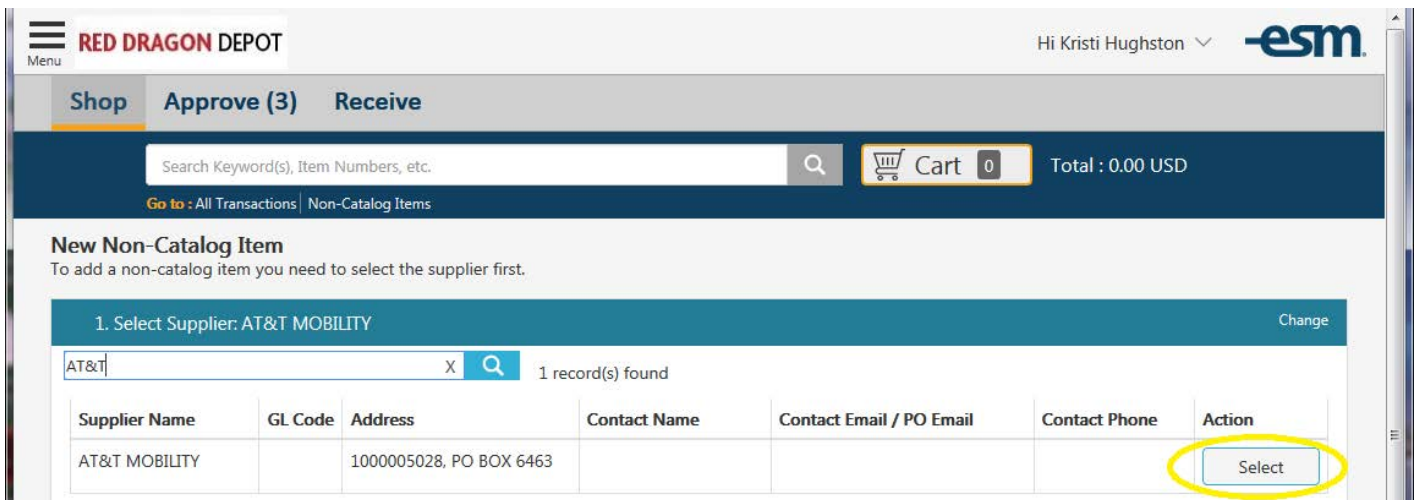 RED DRAGON DEPOT
Hi Kristi Hughston
esm
Menu
Shop Approve (3) Receive
Search Keyword(s), Item Numbers, etc.
Cart 0 Total : 0.00 USD
Go to : All Transactions | Non-Catalog Items
New Non-Catalog Item
To add a non-catalog item you need to select the supplier first.
1. Select Supplier: AT&T MOBILITY Change
AT&T X 1 record(s) found
Supplier Name GL Code Address Contact Name Contact Email / PO Email Contact Phone Action
AT&T MOBILITY 1000005028, PO BOX 6463 Select